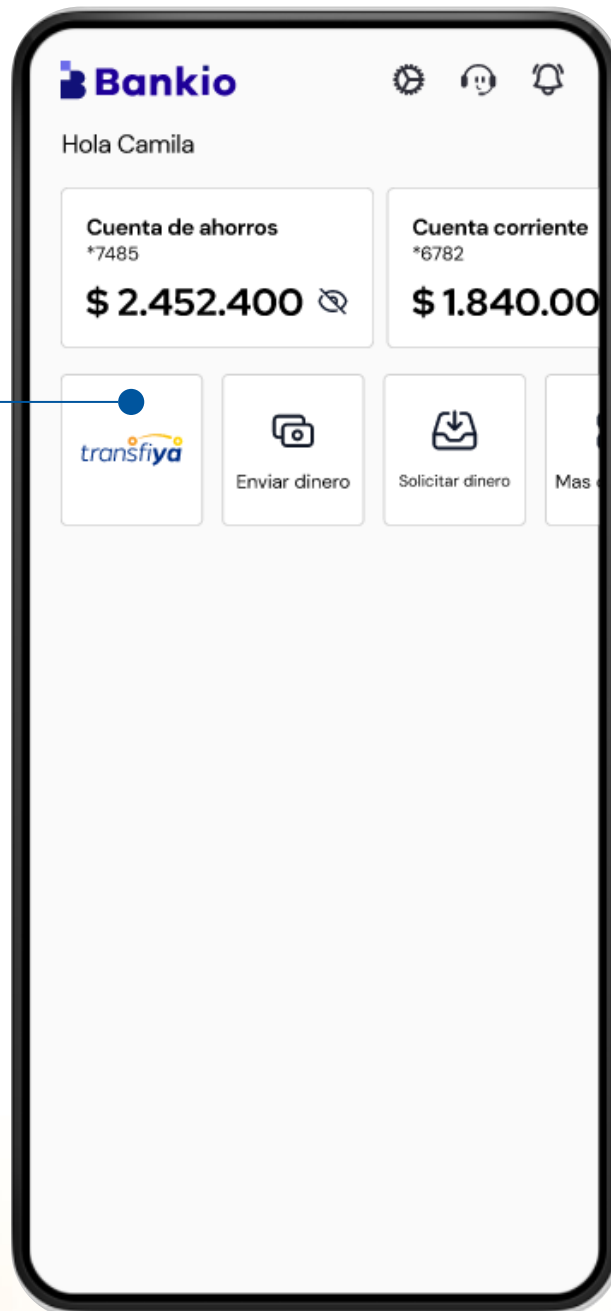 Bankio
Hola Camila
Cuenta de ahorros
*7485
$ 2.452.400
Cuenta corriente
*6782
$ 1.840.00
transfiya
Enviar dinero
Solicitar dinero
Mas